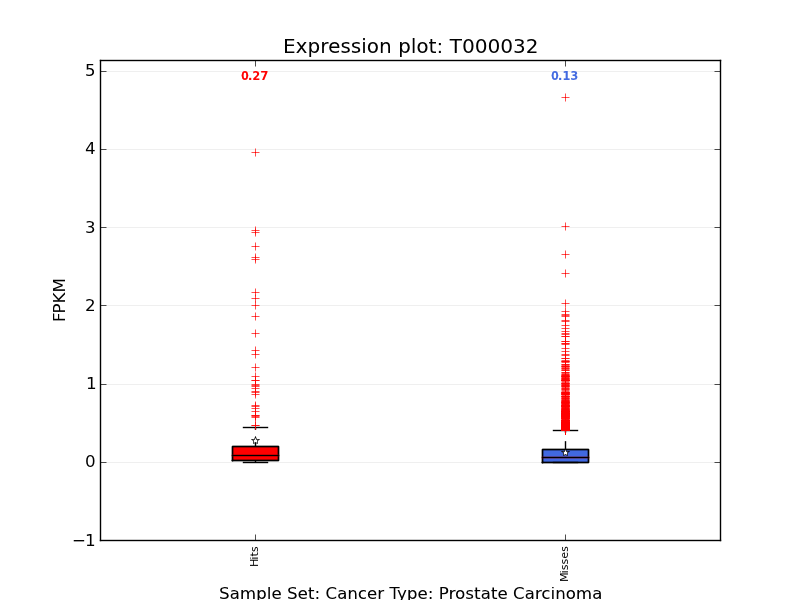 Expression plot: T000032
0.27
0.13
5
4
3
2
1
0
−1
FPKM
Hits
Misses
Sample Set: Cancer Type: Prostate Carcinoma